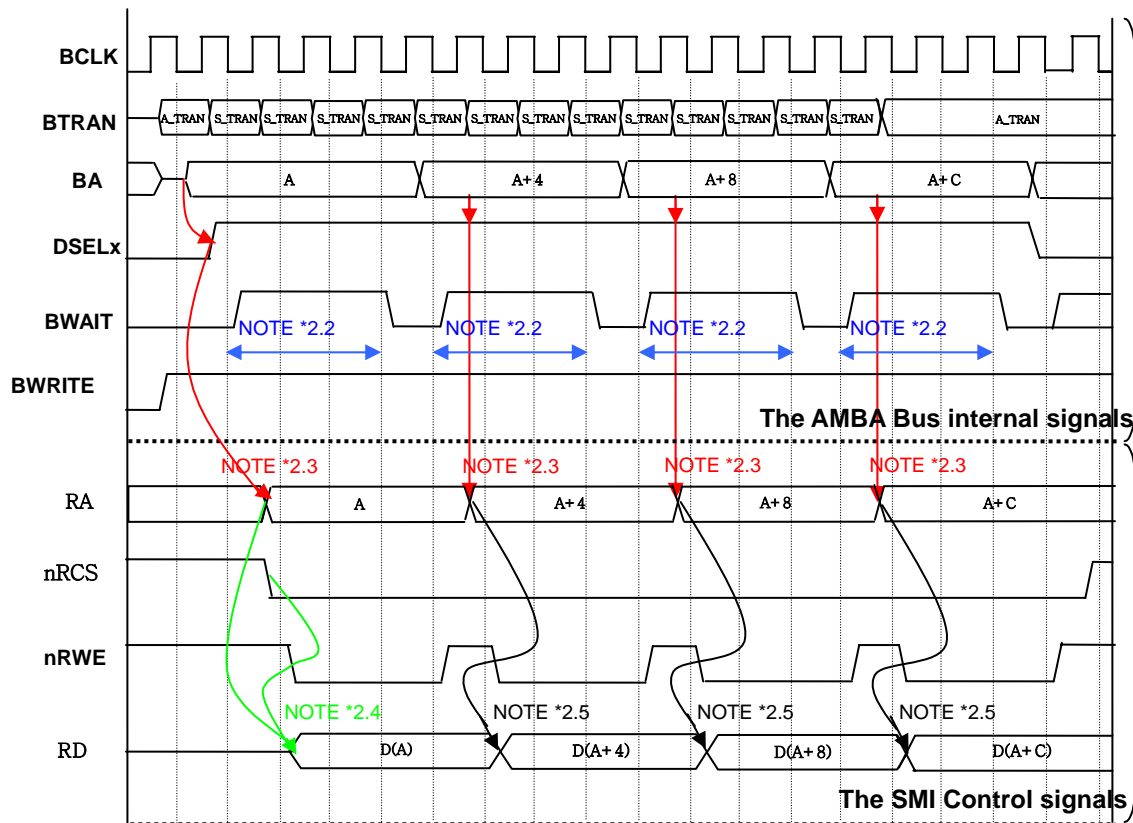 BCLK
BTRAN A_TRAN S_TRAN S_TRAN S_TRAN S_TRAN S_TRAN S_TRAN S_TRAN S_TRAN S_TRAN S_TRAN S_TRAN S_TRAN S_TRAN A_TRAN
BA A A+4 A+8 A+C
DSELx
BWAIT NOTE *2.2 NOTE *2.2 NOTE *2.2 NOTE *2.2
BWRITE
The AMBA Bus internal signals
NOTE *2.3 NOTE *2.3 NOTE *2.3 NOTE *2.3
RA A A+4 A+8 A+C
nRCS
nRWE
NOTE *2.4 NOTE *2.5 NOTE *2.5 NOTE *2.5
RD D(A) D(A+4) D(A+8) D(A+C)
The SMI Control signals